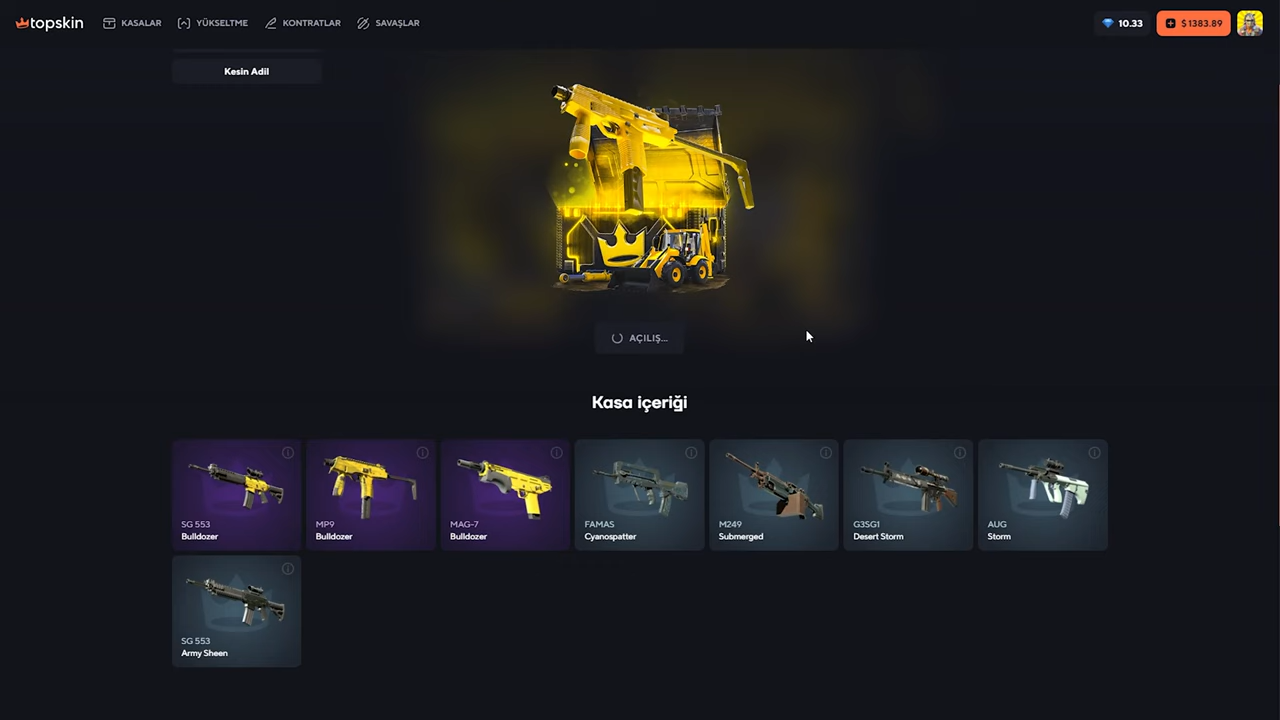 topskin
KASALAR
YÜKSELTME
KONTRATLAR
SAVAŞLAR
10.33
$1383.89
Kesin Adil
AÇILIŞ...
Kasa içeriği
SG 553
Bulldozer
MP9
Bulldozer
MAG-7
Bulldozer
FAMAS
Cyanospatter
M249
Submerged
G3SG1
Desert Storm
AUG
Storm
SG 553
Army Sheen